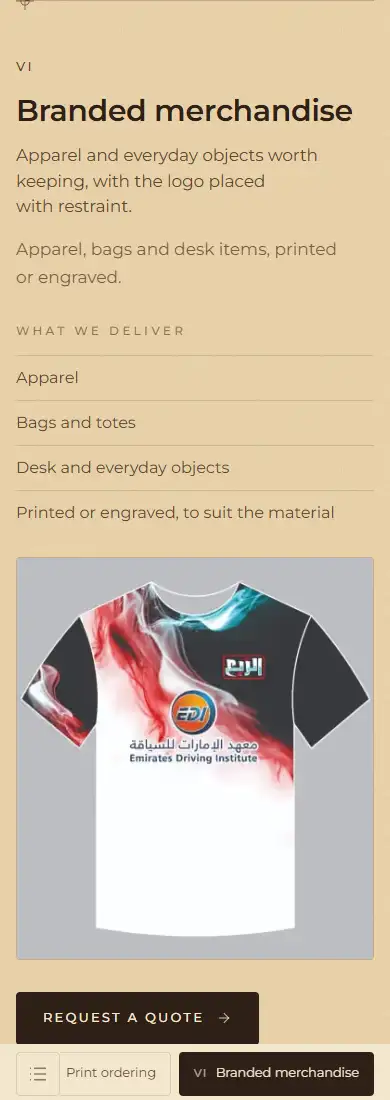 VI
Branded merchandise
Apparel and everyday objects worth
keeping, with the logo placed
with restraint.
Apparel, bags and desk items, printed
or engraved.
WHAT WE DELIVER
Apparel
Bags and totes
Desk and everyday objects
Printed or engraved, to suit the material
الربع
EDI
معهد الإمارات للسياقة
Emirates Driving Institute
REQUEST A QUOTE →
Print ordering
VI Branded merchandise